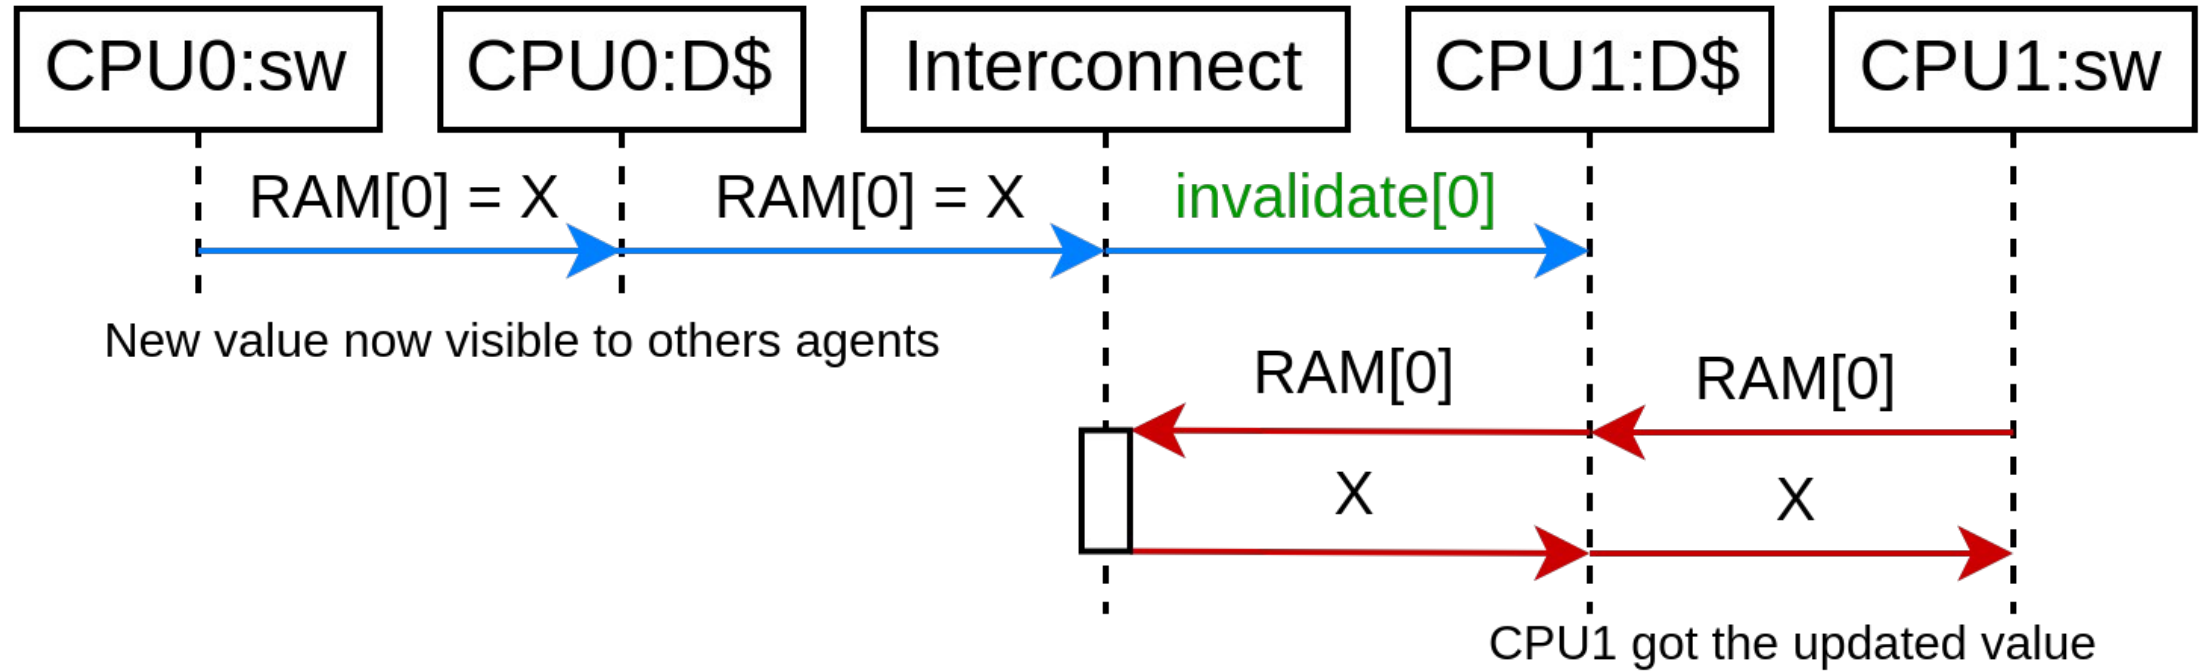 CPU0:sw
CPU0:D$
Interconnect
CPU1:D$
CPU1:sw
RAM[0] = X
RAM[0] = X
invalidate[0]
New value now visible to others agents
RAM[0]
RAM[0]
X
X
CPU1 got the updated value